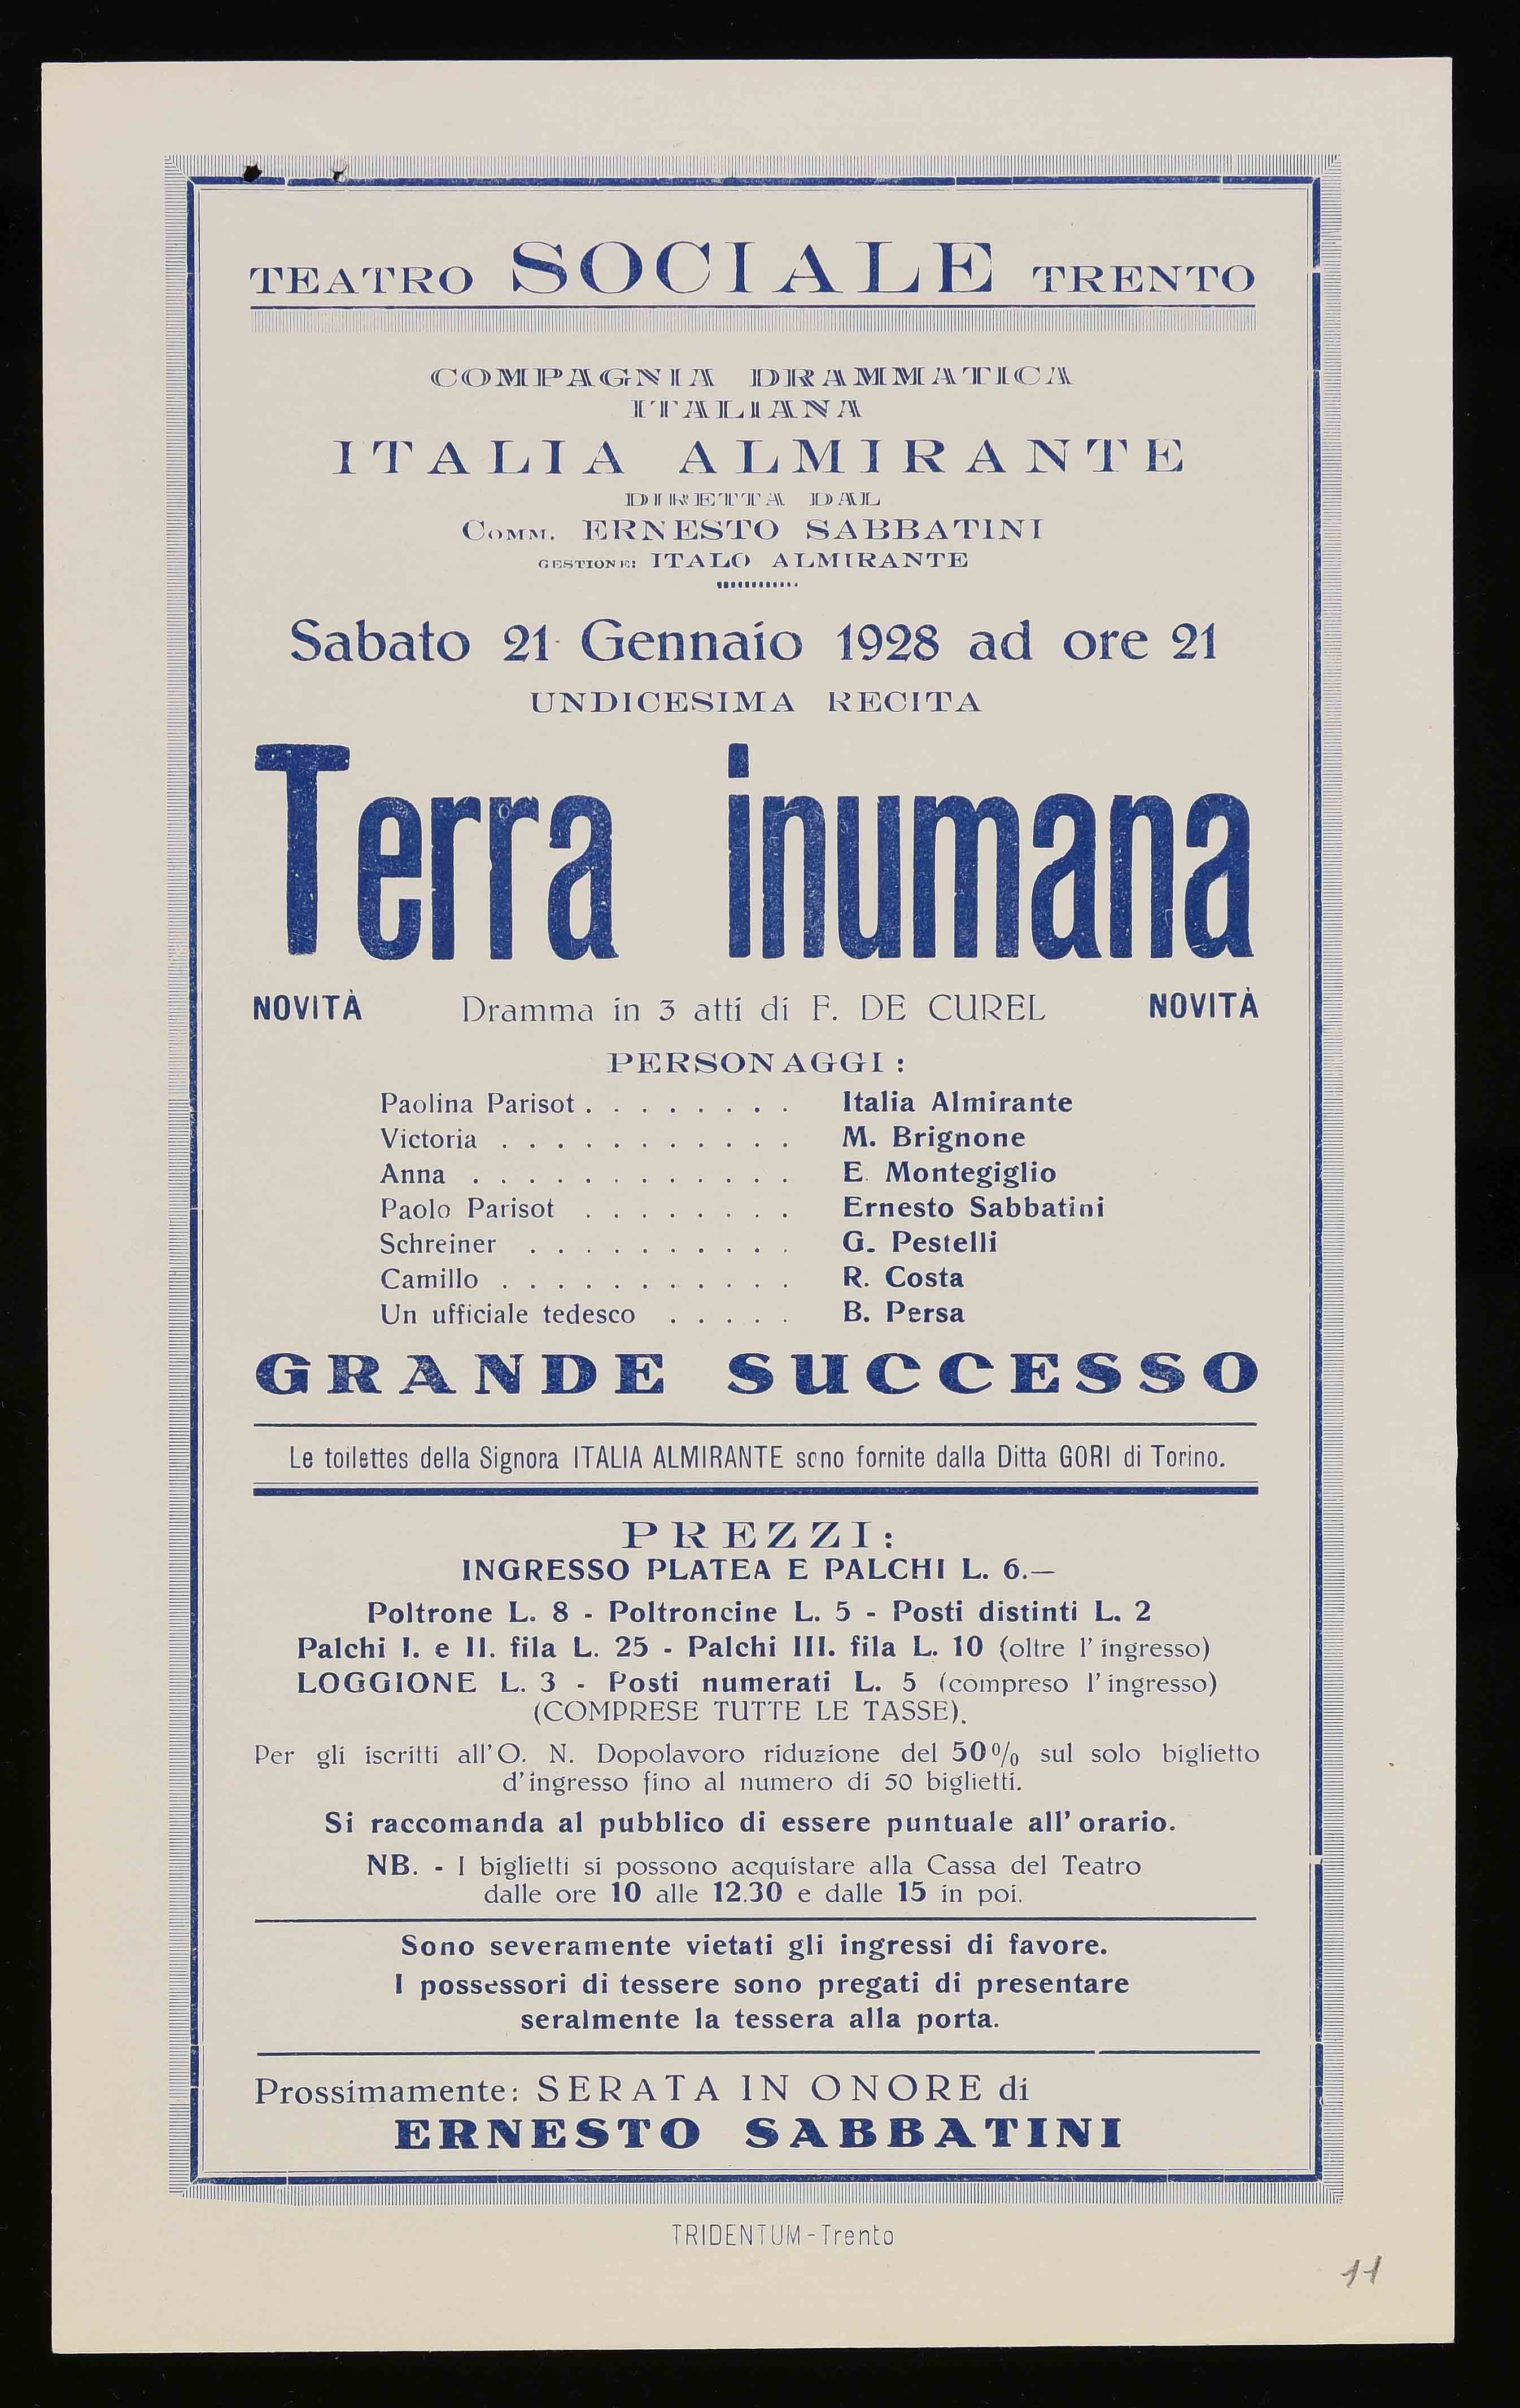 TEATRO SOCIALE TRENTO
COMPAGNIA DRAMMATICA
ITALIANA
ITALIA ALMIRANTE
DIRETTA DAL
COMM. ERNESTO SABBATINI
GESTIONE: ITALO ALMIRANTE
Sabato 21 Gennaio 1928 ad ore 21
UNDICESIMA RECITA
Terra inumana
NOVITÀ Dramma in 3 atti di F. DE CUREL NOVITÀ
PERSONAGGI:
Paolina Parisot . . . . . . . . Italia Almirante
Victoria . . . . . . . . . . . M. Brignone
Anna . . . . . . . . . . . . E. Montegiglio
Paolo Parisot . . . . . . . . Ernesto Sabbatini
Schreiner . . . . . . . . . . G. Pestelli
Camillo . . . . . . . . . . . R. Costa
Un ufficiale tedesco . . . . . B. Persa
GRANDE SUCCESSO
Le toilettes della Signora ITALIA ALMIRANTE sono fornite dalla Ditta GORI di Torino.
PREZZI:
INGRESSO PLATEA E PALCHI L. 6.—
Poltrone L. 8 - Poltroncine L. 5 - Posti distinti L. 2
Palchi I. e II. fila L. 25 - Palchi III. fila L. 10 (oltre l'ingresso)
LOGGIONE L. 3 - Posti numerati L. 5 (compreso l'ingresso)
(COMPRESE TUTTE LE TASSE).
Per gli iscritti all'O. N. Dopolavoro riduzione del 50% sul solo biglietto
d'ingresso fino al numero di 50 biglietti.
Si raccomanda al pubblico di essere puntuale all'orario.
NB. - I biglietti si possono acquistare alla Cassa del Teatro
dalle ore 10 alle 12.30 e dalle 15 in poi.
Sono severamente vietati gli ingressi di favore.
I possessori di tessere sono pregati di presentare
seralmente la tessera alla porta.
Prossimamente: SERATA IN ONORE di
ERNESTO SABBATINI
TRIDENTUM - Trento
11